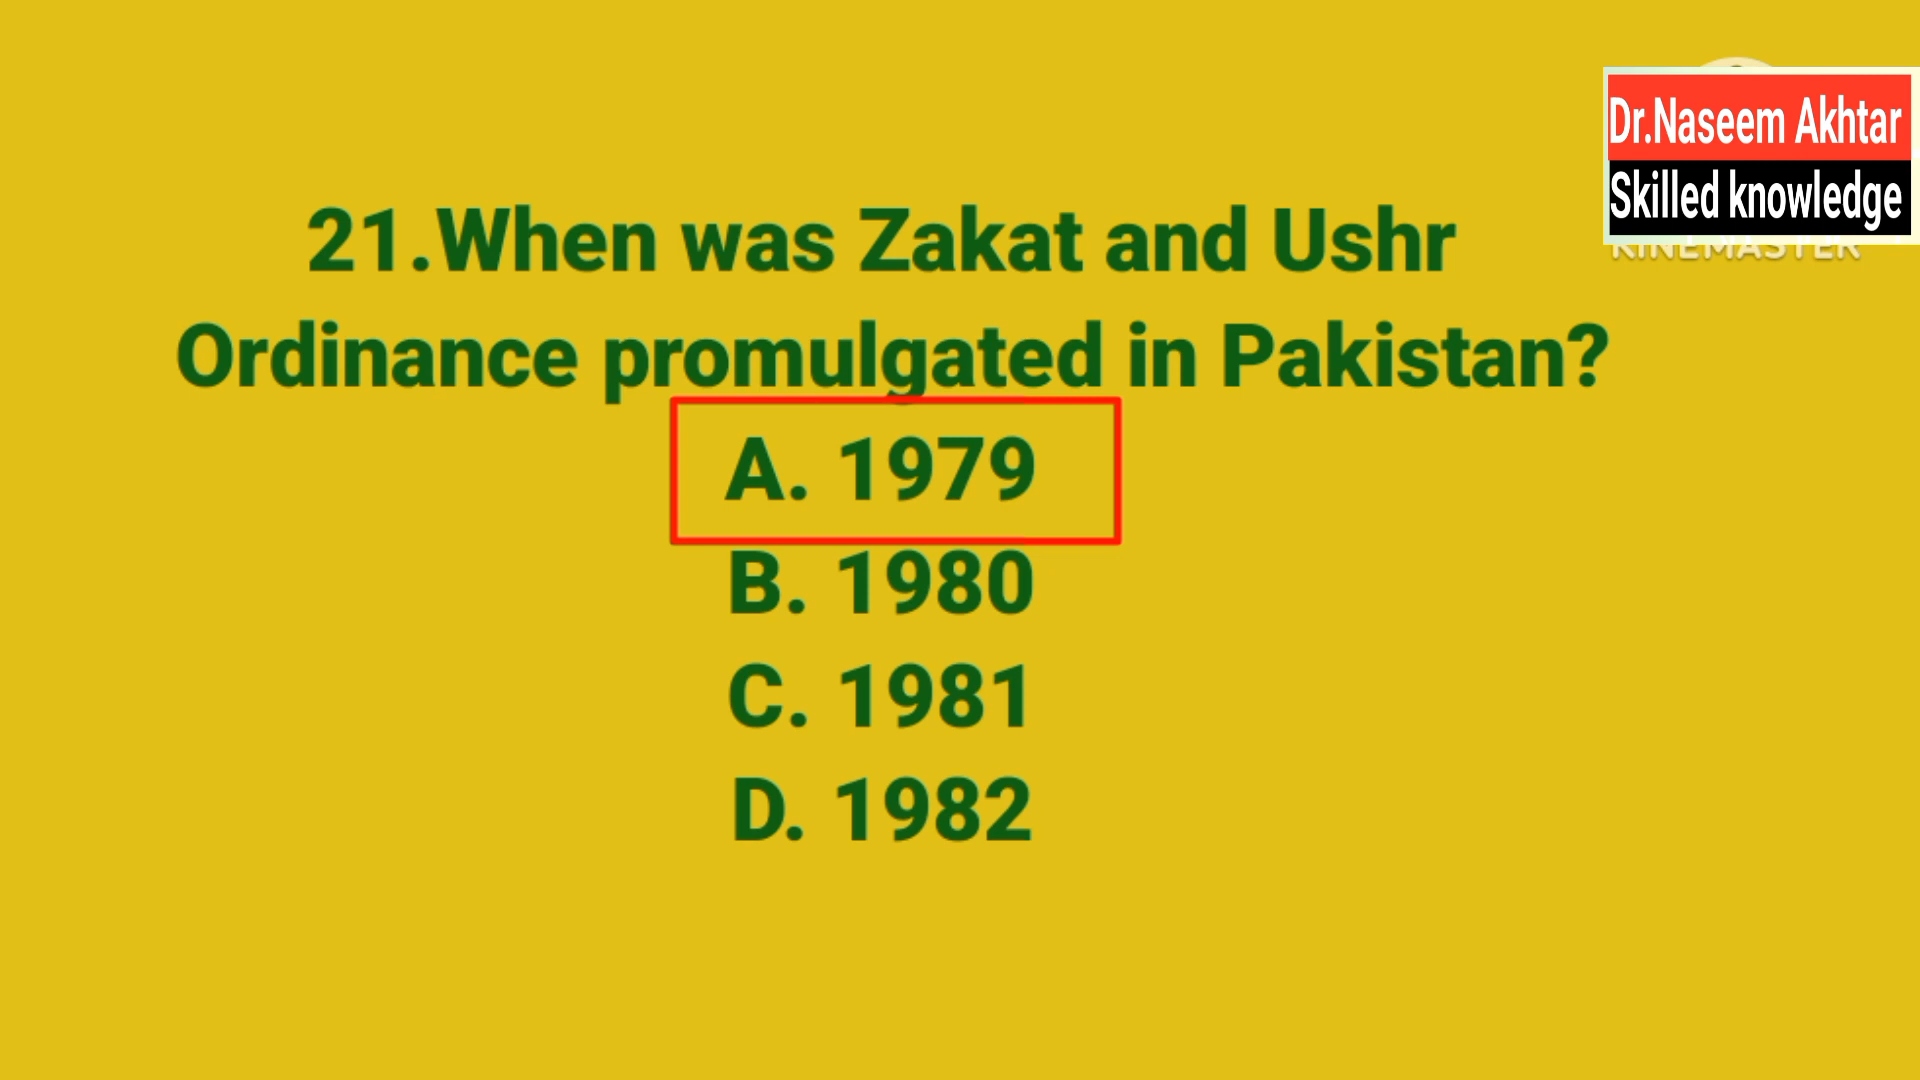 Dr.Naseem Akhtar
Skilled knowledge
KINEMASTER
21.When was Zakat and Ushr
Ordinance promulgated in Pakistan?
A. 1979
B. 1980
C. 1981
D. 1982